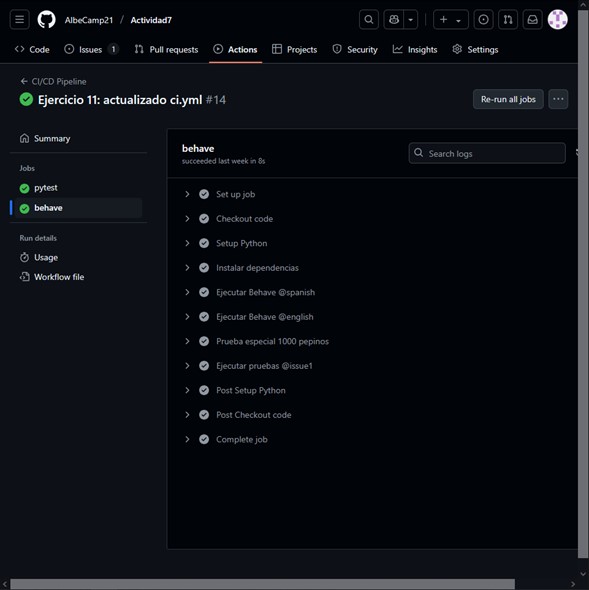 AlbeCamp21 / Actividad7
Code Issues 1 Pull requests Actions Projects Security Insights Settings
CI/CD Pipeline
Ejercicio 11: actualizado ci.yml #14
Re-run all jobs
Summary
Jobs
pytest
behave
Run details
Usage
Workflow file
behave
succeeded last week in 8s
Search logs
Set up job
Checkout code
Setup Python
Instalar dependencias
Ejecutar Behave @spanish
Ejecutar Behave @english
Prueba especial 1000 pepinos
Ejecutar pruebas @issue1
Post Setup Python
Post Checkout code
Complete job